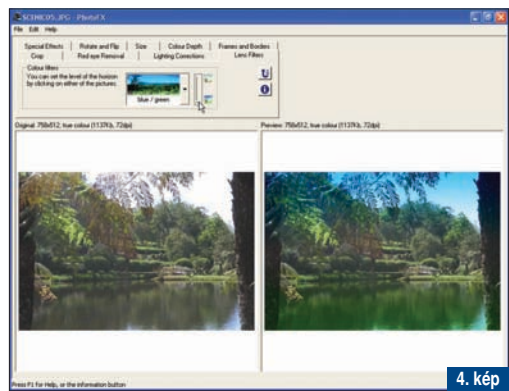 SCENIC05.JPG - PhotoFX
File Edit Help
Special Effects Rotate and Flip Size Colour Depth Frames and Borders
Crop Red eye Removal Lighting Corrections Lens Filters
Colour filters
You can set the level of the horizon
by clicking on either of the pictures.
blue / green
Original: 758x512, true colour (1137Kb, 72dpi)
Preview: 758x512, true colour (1137Kb, 72dpi)
Press F1 for Help, or the information button
4. kép